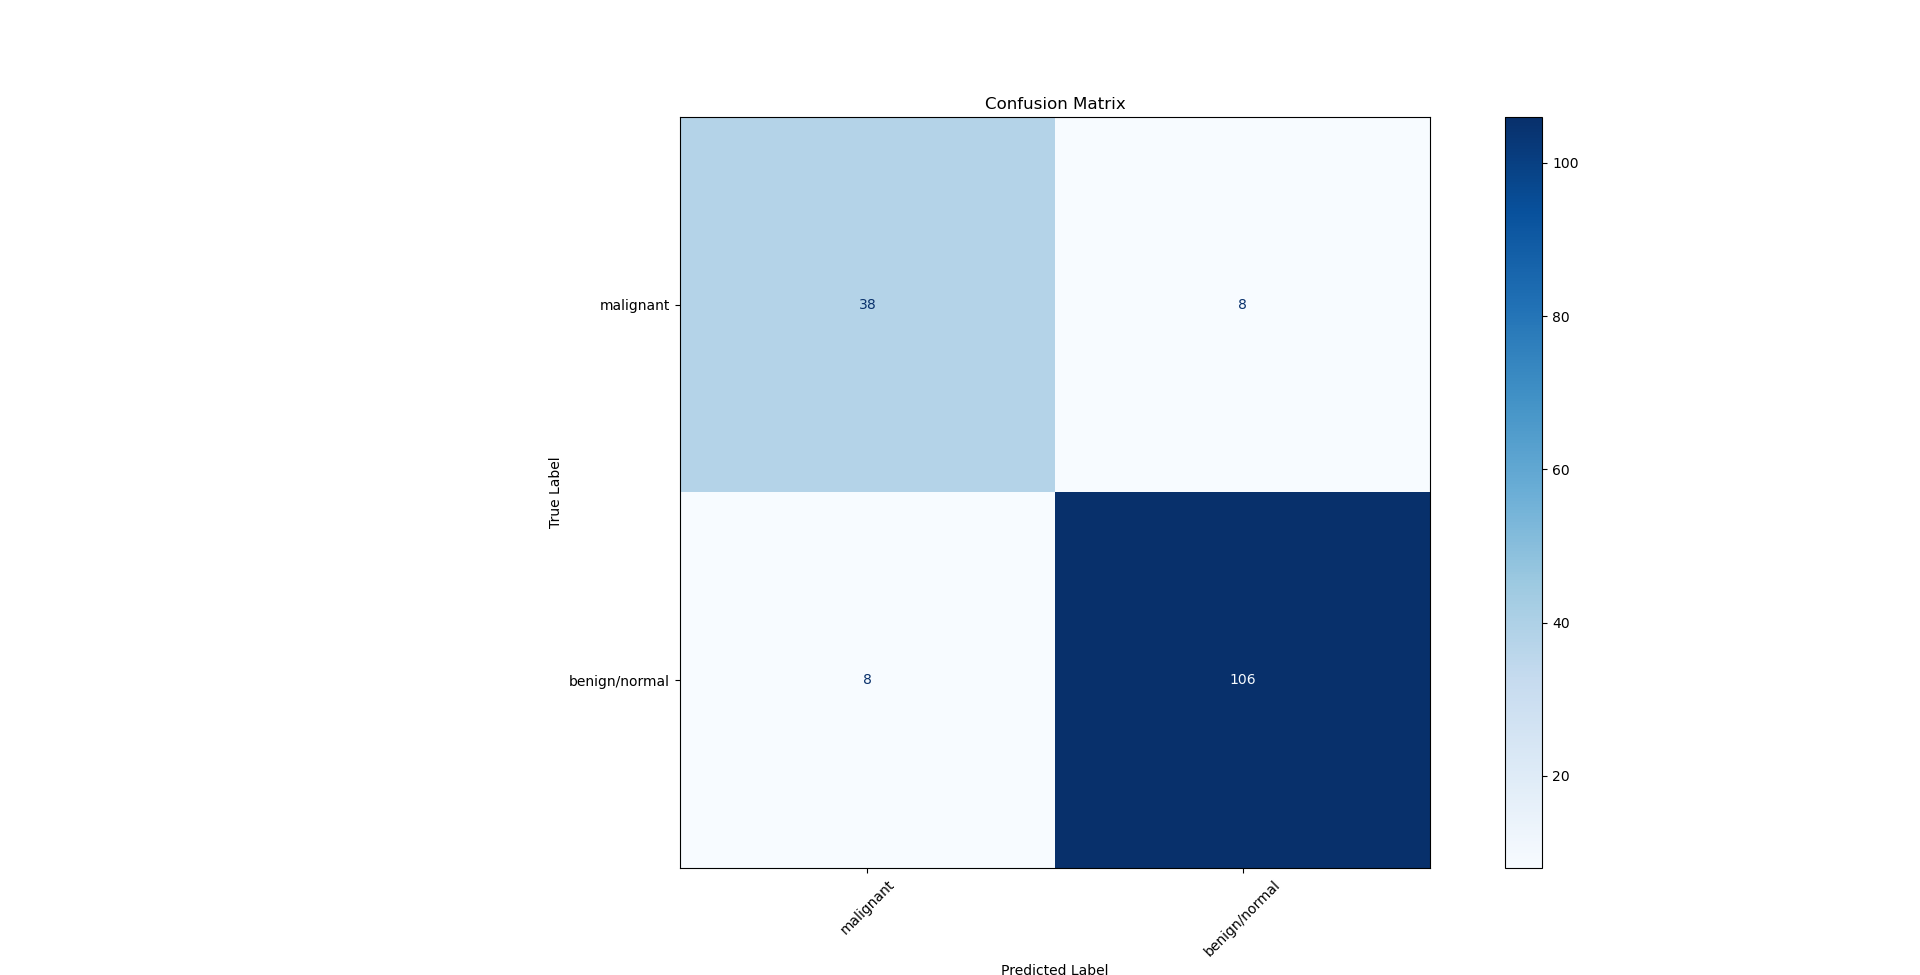 Confusion Matrix
malignant
38
8
benign/normal
8
106
True Label
malignant
benign/normal
Predicted Label
100
80
60
40
20